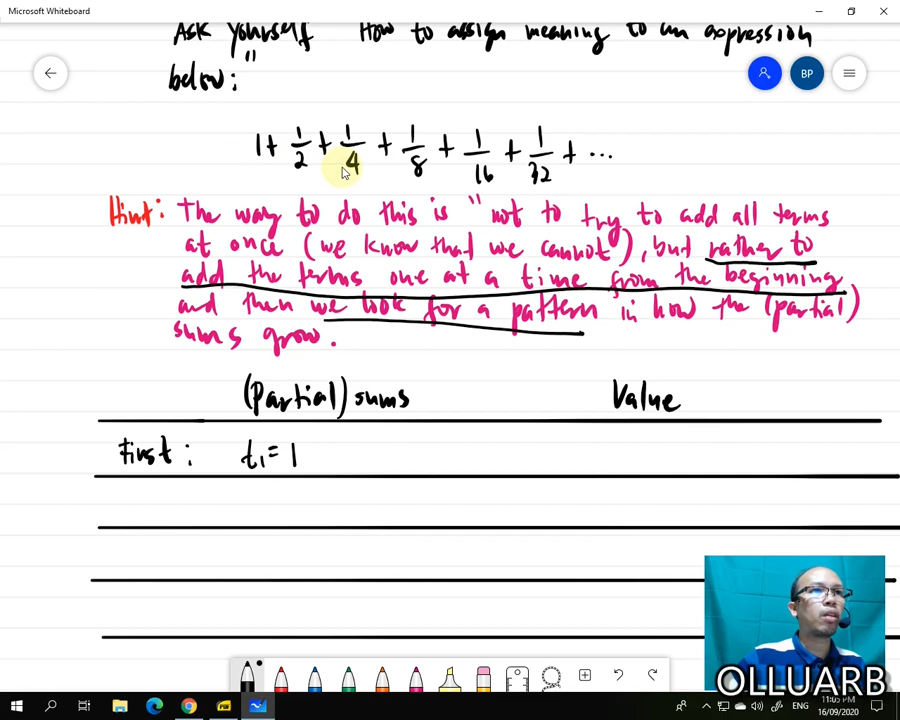 Microsoft Whiteboard
Ask yourself How to assign meaning to an expression
below:"
BP
1 + 1/2 + 1/4 + 1/8 + 1/16 + 1/32 + ...
Hint: The way to do this is "not to try to add all terms
at once (we know that we cannot), but rather to
add the terms one at a time from the beginning
and then we look for a pattern in how the (partial)
sums grow.
(Partial) sums Value
First: t₁ = 1
OLLUARB
ENG
11:05 PM
16/09/2020